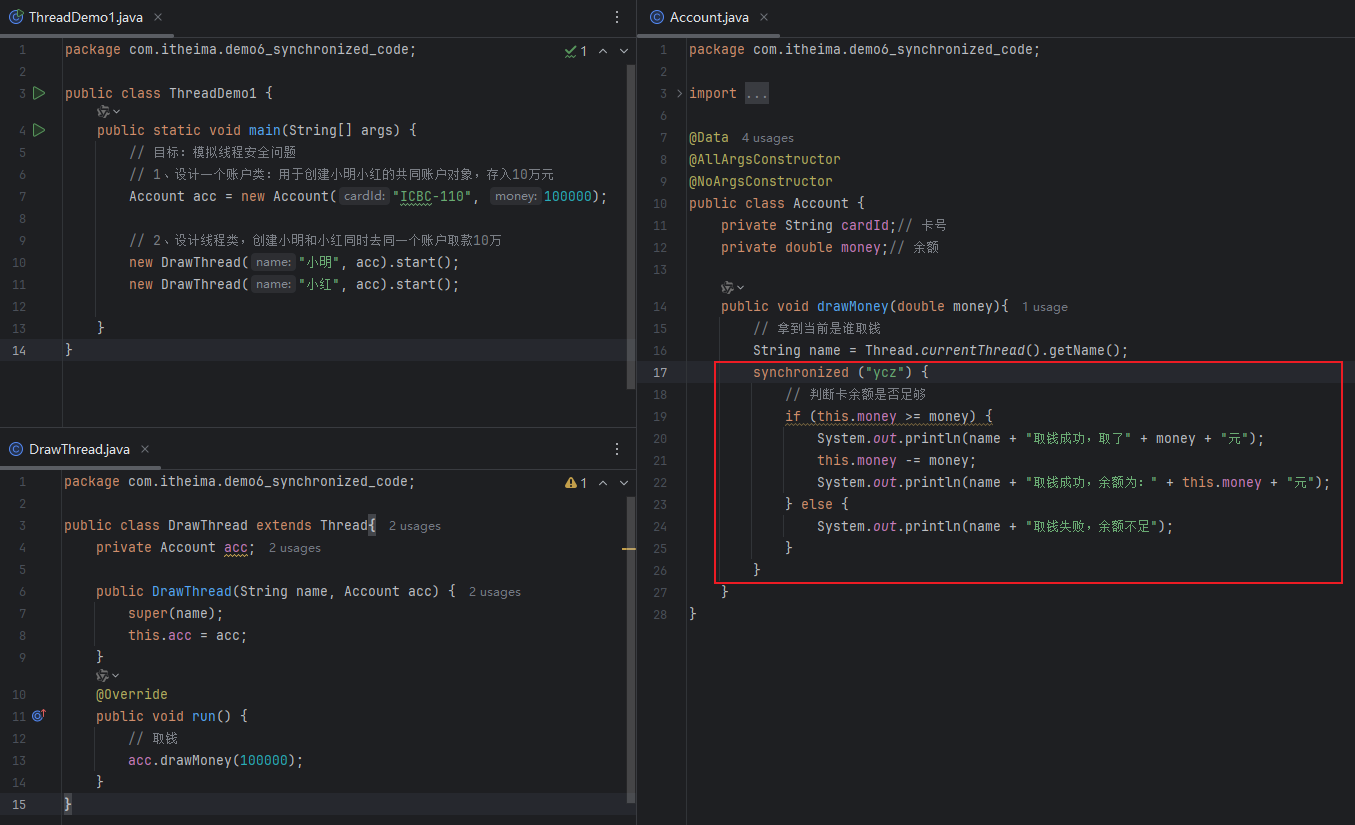 ThreadDemo1.java
1 package com.itheima.demo6_synchronized_code;
1
2
3 public class ThreadDemo1 {
4 public static void main(String[] args) {
5 // 目标：模拟线程安全问题
6 // 1、设计一个账户类：用于创建小明小红的共同账户对象，存入10万元
7 Account acc = new Account( cardId: "ICBC-110", money: 100000);
8
9 // 2、设计线程类，创建小明和小红同时去同一个账户取款10万
10 new DrawThread( name: "小明", acc).start();
11 new DrawThread( name: "小红", acc).start();
12
13 }
14 }
DrawThread.java
1 package com.itheima.demo6_synchronized_code;
1
2
3 public class DrawThread extends Thread{ 2 usages
4 private Account acc; 2 usages
5
6 public DrawThread(String name, Account acc) { 2 usages
7 super(name);
8 this.acc = acc;
9 }
10 @Override
11 public void run() {
12 // 取钱
13 acc.drawMoney(100000);
14 }
15 }
Account.java
1 package com.itheima.demo6_synchronized_code;
2
3 import ...
6
7 @Data 4 usages
8 @AllArgsConstructor
9 @NoArgsConstructor
10 public class Account {
11 private String cardId;// 卡号
12 private double money;// 余额
13
14 public void drawMoney(double money){ 1 usage
15 // 拿到当前是谁取钱
16 String name = Thread.currentThread().getName();
17 synchronized ("ycz") {
18 // 判断卡余额是否足够
19 if (this.money >= money) {
20 System.out.println(name + "取钱成功，取了" + money + "元");
21 this.money -= money;
22 System.out.println(name + "取钱成功，余额为：" + this.money + "元");
23 } else {
24 System.out.println(name + "取钱失败，余额不足");
25 }
26 }
27 }
28 }